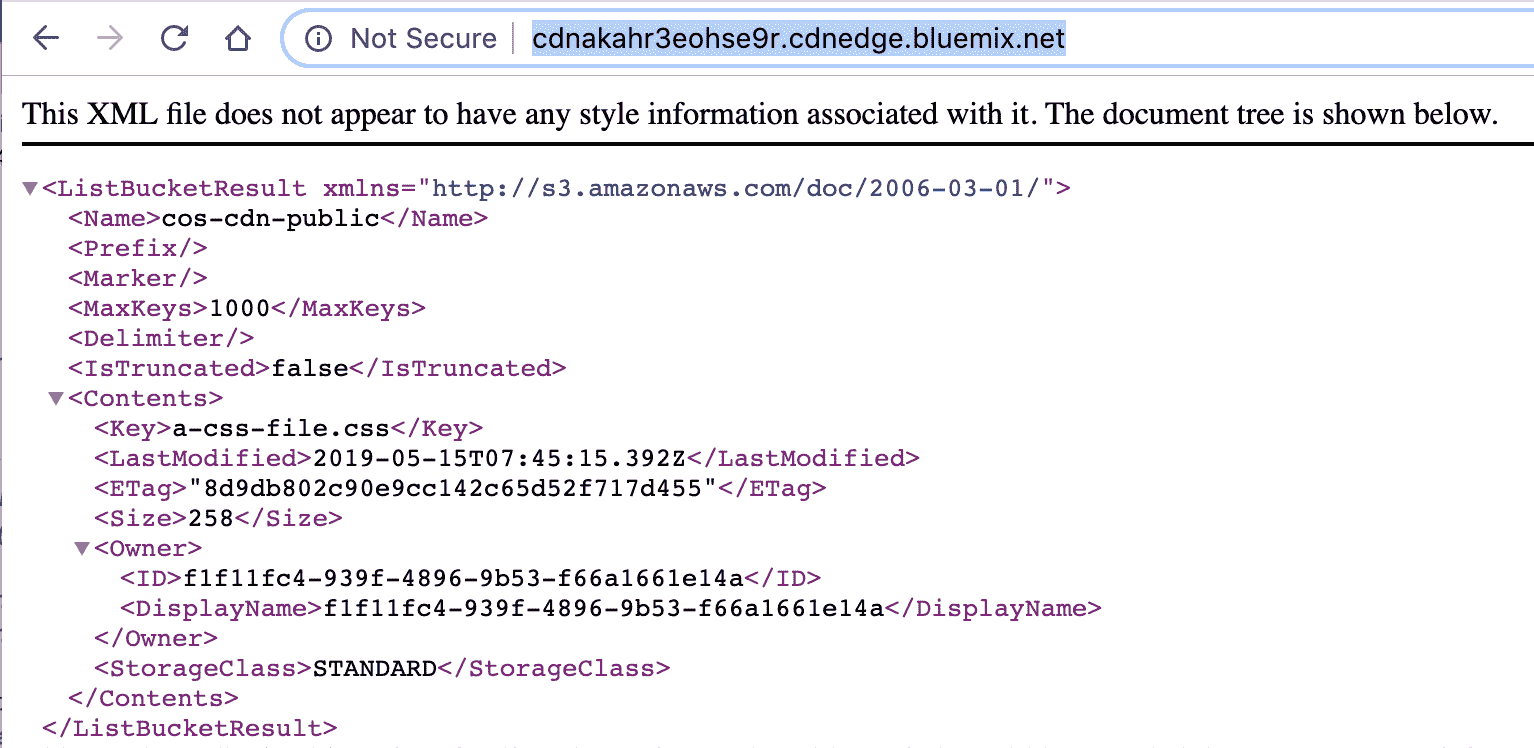 Not Secure | cdnakahr3eohse9r.cdnedge.bluemix.net
This XML file does not appear to have any style information associated with it. The document tree is shown below.
▼<ListBucketResult xmlns="http://s3.amazonaws.com/doc/2006-03-01/">
<Name>cos-cdn-public</Name>
<Prefix/>
<Marker/>
<MaxKeys>1000</MaxKeys>
<Delimiter/>
<IsTruncated>false</IsTruncated>
▼<Contents>
<Key>a-css-file.css</Key>
<LastModified>2019-05-15T07:45:15.392Z</LastModified>
<ETag>"8d9db802c90e9cc142c65d52f717d455"</ETag>
<Size>258</Size>
▼<Owner>
<ID>f1f11fc4-939f-4896-9b53-f66a1661e14a</ID>
<DisplayName>f1f11fc4-939f-4896-9b53-f66a1661e14a</DisplayName>
</Owner>
<StorageClass>STANDARD</StorageClass>
</Contents>
</ListBucketResult>